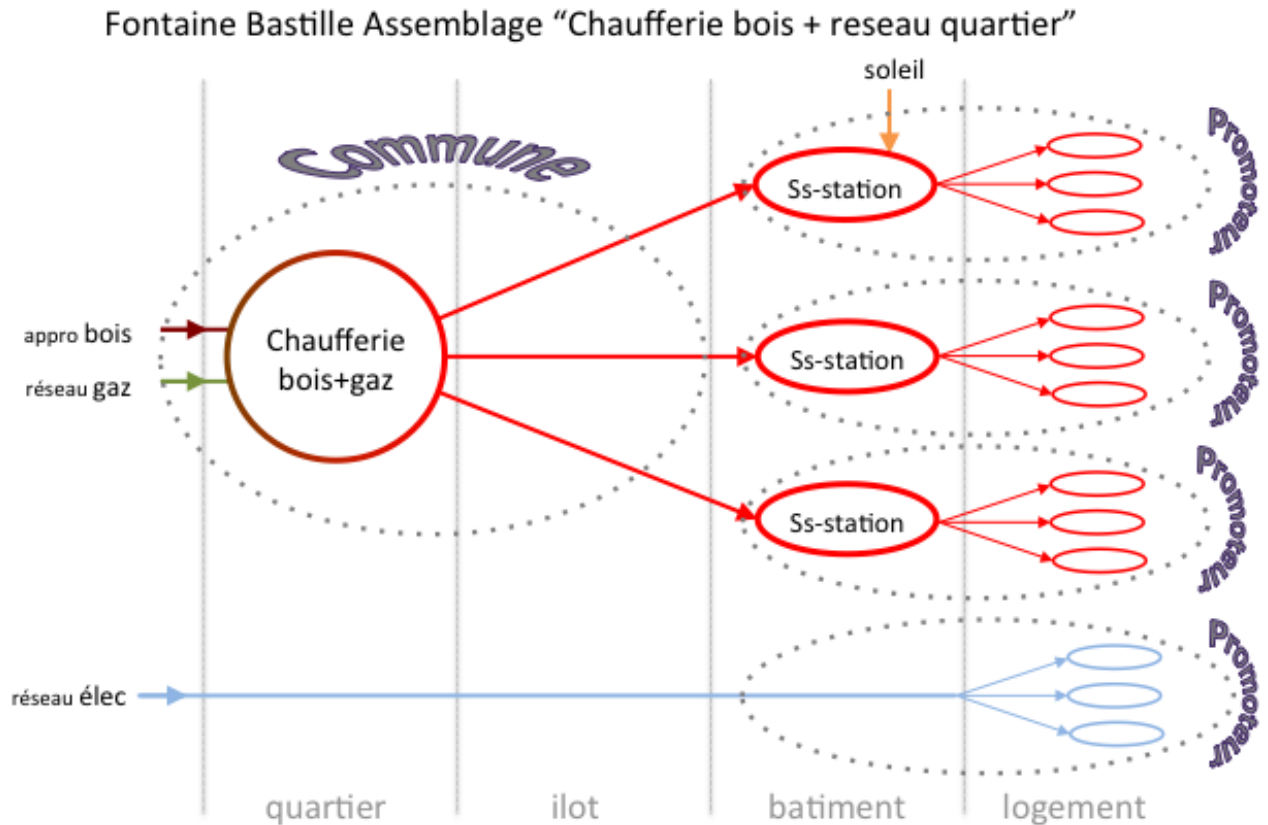 Fontaine Bastille Assemblage “Chaufferie bois + reseau quartier”
soleil
Commune
Promoteur
Ss-station
appro bois
réseau gaz
Chaufferie
bois+gaz
Ss-station
Promoteur
Ss-station
Promoteur
réseau élec
Promoteur
quartier
ilot
batiment
logement